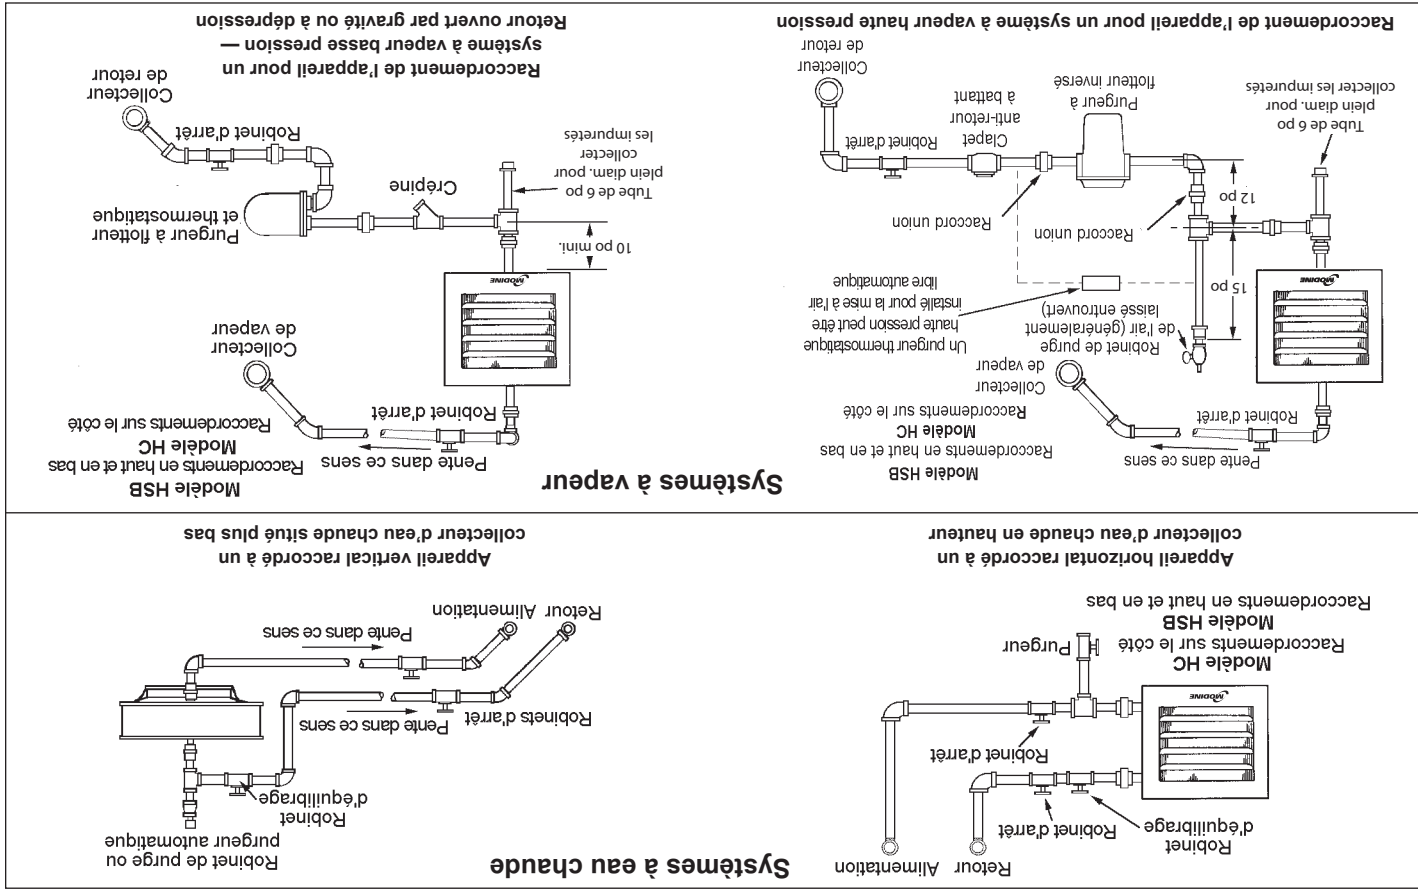 Systèmes à eau chaude
Retour
Alimentation
Robinet
d'équilibrage
Robinet d'arrêt
Robinet d'arrêt
Purgeur
MODINE
Modèle HC
Raccordements sur le côté
Modèle HSB
Raccordements en haut et en bas
Appareil horizontal raccordé à un
collecteur d'eau chaude en hauteur
Robinet de purge ou
purgeur automatique
Robinet
d'équilibrage
Robinets d'arrêt
Pente dans ce sens
Pente dans ce sens
Retour
Alimentation
Appareil vertical raccordé à un
collecteur d'eau chaude situé plus bas
Systèmes à vapeur
Modèle HSB
Raccordements en haut et en bas
Modèle HC
Raccordements sur le côté
Pente dans ce sens
Robinet d'arrêt
Collecteur
de vapeur
Robinet de purge
de l'air (généralement
laissé entrouvert)
Un purgeur thermostatique
haute pression peut être
installé pour la mise à l'air
libre automatique
MODINE
15 po
12 po
Raccord union
Raccord union
Tube de 6 po
plein diam. pour
collecter les impuretés
Purgeur à
flotteur inversé
Clapet
anti-retour
à battant
Robinet d'arrêt
Collecteur
de retour
Raccordement de l'appareil pour un système à vapeur haute pression
Modèle HSB
Raccordements en haut et en bas
Modèle HC
Raccordements sur le côté
Pente dans ce sens
Robinet d'arrêt
Collecteur
de vapeur
MODINE
10 po mini.
Purgeur à flotteur
et thermostatique
Crépine
Tube de 6 po
plein diam. pour
collecter
les impuretés
Robinet d'arrêt
Collecteur
de retour
Raccordement de l'appareil pour un
système à vapeur basse pression —
Retour ouvert par gravité ou à dépression